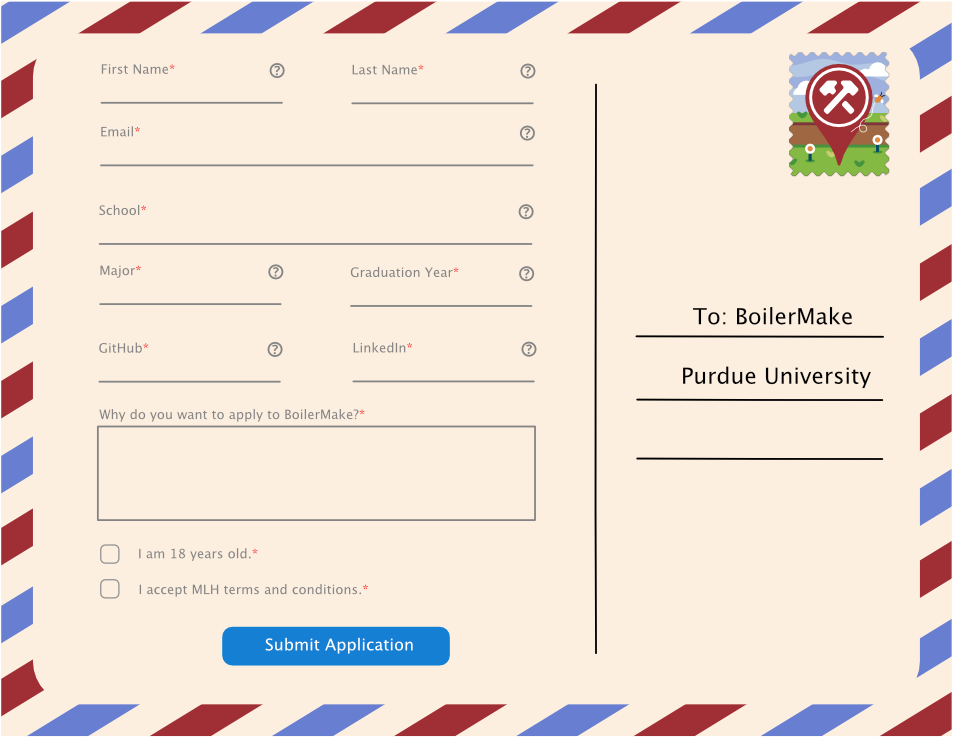 First Name*
Last Name*
Email*
School*
Major*
Graduation Year*
GitHub*
LinkedIn*
Why do you want to apply to BoilerMake?*
I am 18 years old.*
I accept MLH terms and conditions.*
Submit Application
To: BoilerMake
Purdue University